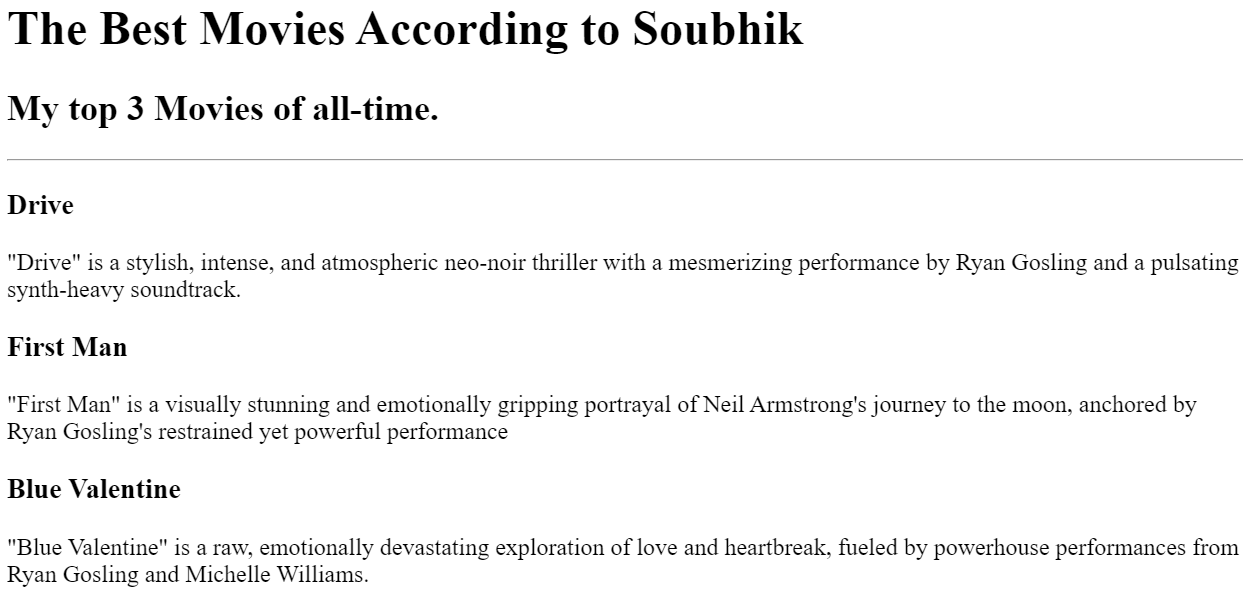 The Best Movies According to Soubhik
My top 3 Movies of all-time.
Drive
"Drive" is a stylish, intense, and atmospheric neo-noir thriller with a mesmerizing performance by Ryan Gosling and a pulsating
synth-heavy soundtrack.
First Man
"First Man" is a visually stunning and emotionally gripping portrayal of Neil Armstrong's journey to the moon, anchored by
Ryan Gosling's restrained yet powerful performance
Blue Valentine
"Blue Valentine" is a raw, emotionally devastating exploration of love and heartbreak, fueled by powerhouse performances from
Ryan Gosling and Michelle Williams.